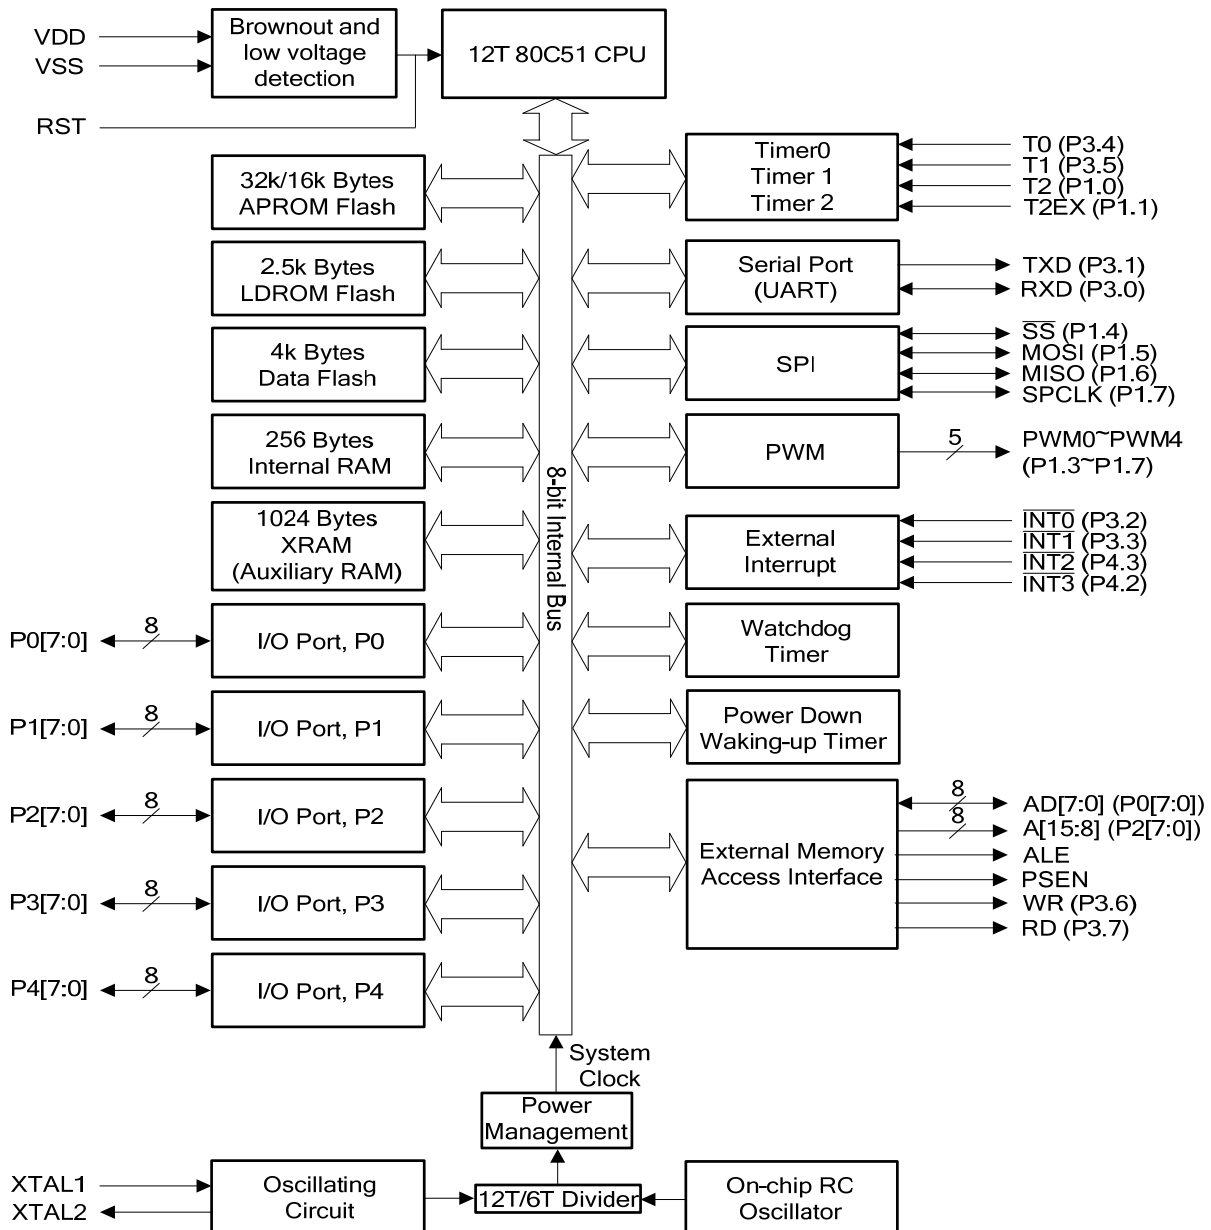 VDD
VSS
RST
Brownout and
low voltage
detection
12T 80C51 CPU
32k/16k Bytes
APROM Flash
2.5k Bytes
LDROM Flash
4k Bytes
Data Flash
256 Bytes
Internal RAM
1024 Bytes
XRAM
(Auxiliary RAM)
P0[7:0]
8
I/O Port, P0
P1[7:0]
8
I/O Port, P1
P2[7:0]
8
I/O Port, P2
P3[7:0]
8
I/O Port, P3
P4[7:0]
8
I/O Port, P4
8-bit Internal Bus
Timer0
Timer 1
Timer 2
T0 (P3.4)
T1 (P3.5)
T2 (P1.0)
T2EX (P1.1)
Serial Port
(UART)
TXD (P3.1)
RXD (P3.0)
SPI
SS (P1.4)
MOSI (P1.5)
MISO (P1.6)
SPCLK (P1.7)
PWM
5
PWM0~PWM4
(P1.3~P1.7)
External
Interrupt
INT0 (P3.2)
INT1 (P3.3)
INT2 (P4.3)
INT3 (P4.2)
Watchdog
Timer
Power Down
Waking-up Timer
External Memory
Access Interface
8
AD[7:0] (P0[7:0])
8
A[15:8] (P2[7:0])
ALE
PSEN
WR (P3.6)
RD (P3.7)
System
Clock
Power
Management
XTAL1
XTAL2
Oscillating
Circuit
12T/6T Divider
On-chip RC
Oscillator